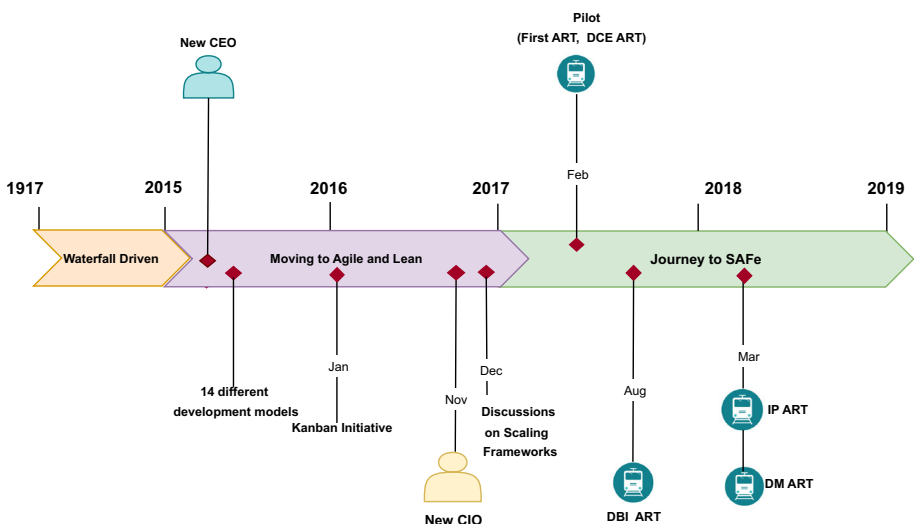 Pilot
(First ART, DCE ART)
New CEO
Feb
1917
2015
2016
2017
2018
2019
Waterfall Driven
Moving to Agile and Lean
Journey to SAFe
Jan
Dec
Mar
Aug
Nov
14 different
development models
Kanban Initiative
Discussions
on Scaling
Frameworks
IP ART
DM ART
New CIO
DBI ART